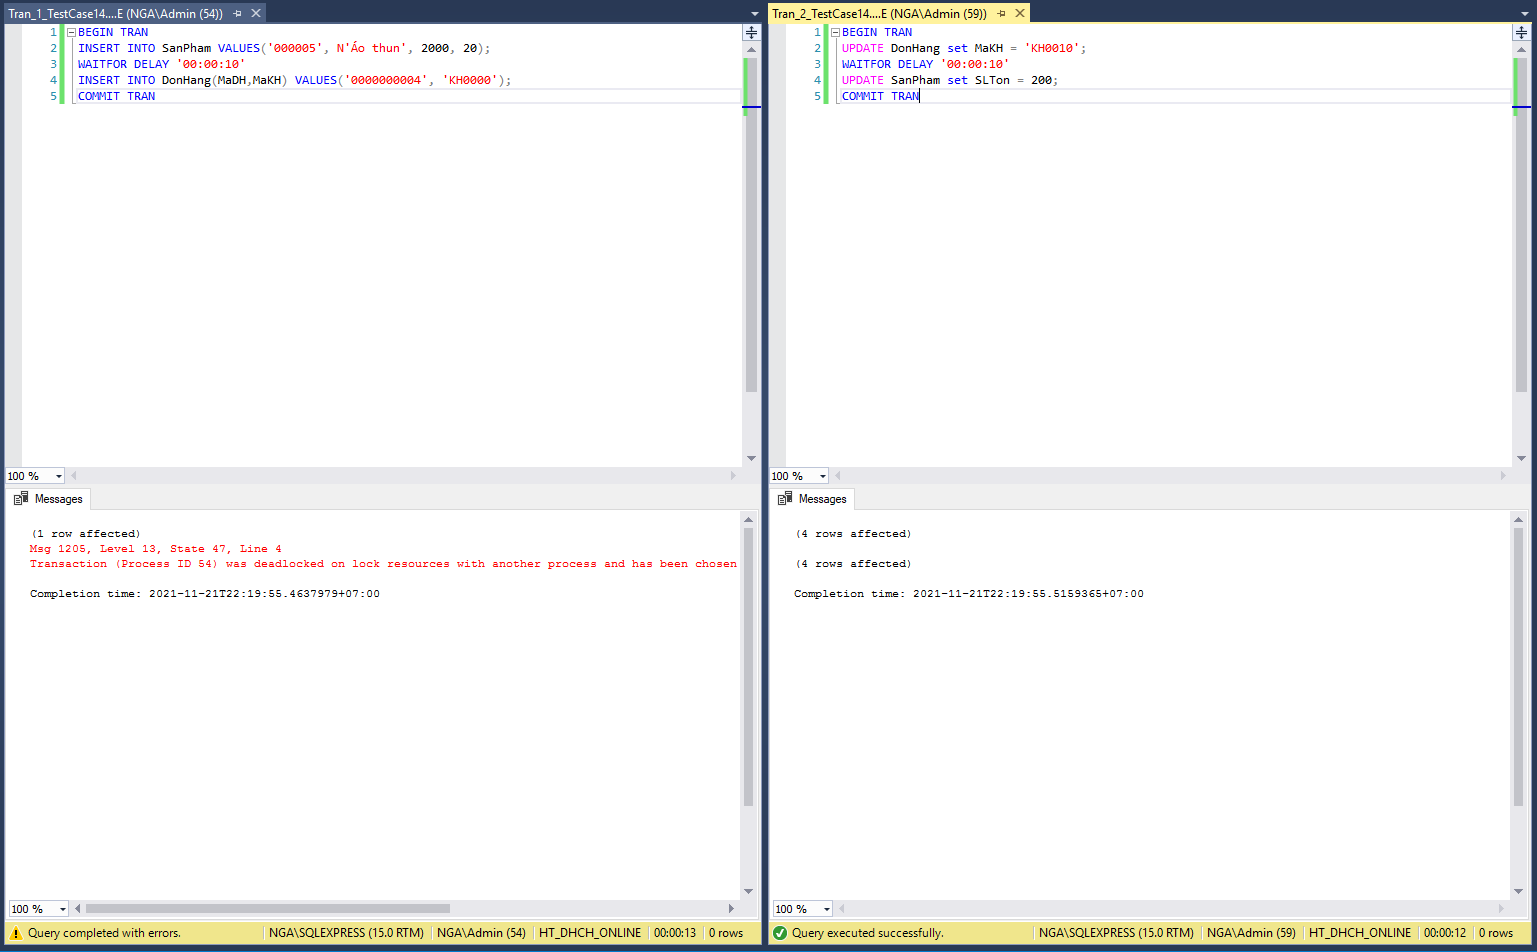 Tran_1_TestCase14....E (NGA\Admin (54))
1 BEGIN TRAN
2 INSERT INTO SanPham VALUES('000005', N'Áo thun', 2000, 20);
3 WAITFOR DELAY '00:00:10'
4 INSERT INTO DonHang(MaDH,MaKH) VALUES('0000000004', 'KH0000');
5 COMMIT TRAN
100 %
Messages
(1 row affected)
Msg 1205, Level 13, State 47, Line 4
Transaction (Process ID 54) was deadlocked on lock resources with another process and has been chosen
Completion time: 2021-11-21T22:19:55.4637979+07:00
100 %
Query completed with errors.
NGA\SQLEXPRESS (15.0 RTM)
NGA\Admin (54)
HT_DHCH_ONLINE
00:00:13
0 rows
Tran_2_TestCase14....E (NGA\Admin (59))
1 BEGIN TRAN
2 UPDATE DonHang set MaKH = 'KH0010';
3 WAITFOR DELAY '00:00:10'
4 UPDATE SanPham set SLTon = 200;
5 COMMIT TRAN
100 %
Messages
(4 rows affected)
(4 rows affected)
Completion time: 2021-11-21T22:19:55.5159365+07:00
100 %
Query executed successfully.
NGA\SQLEXPRESS (15.0 RTM)
NGA\Admin (59)
HT_DHCH_ONLINE
00:00:12
0 rows